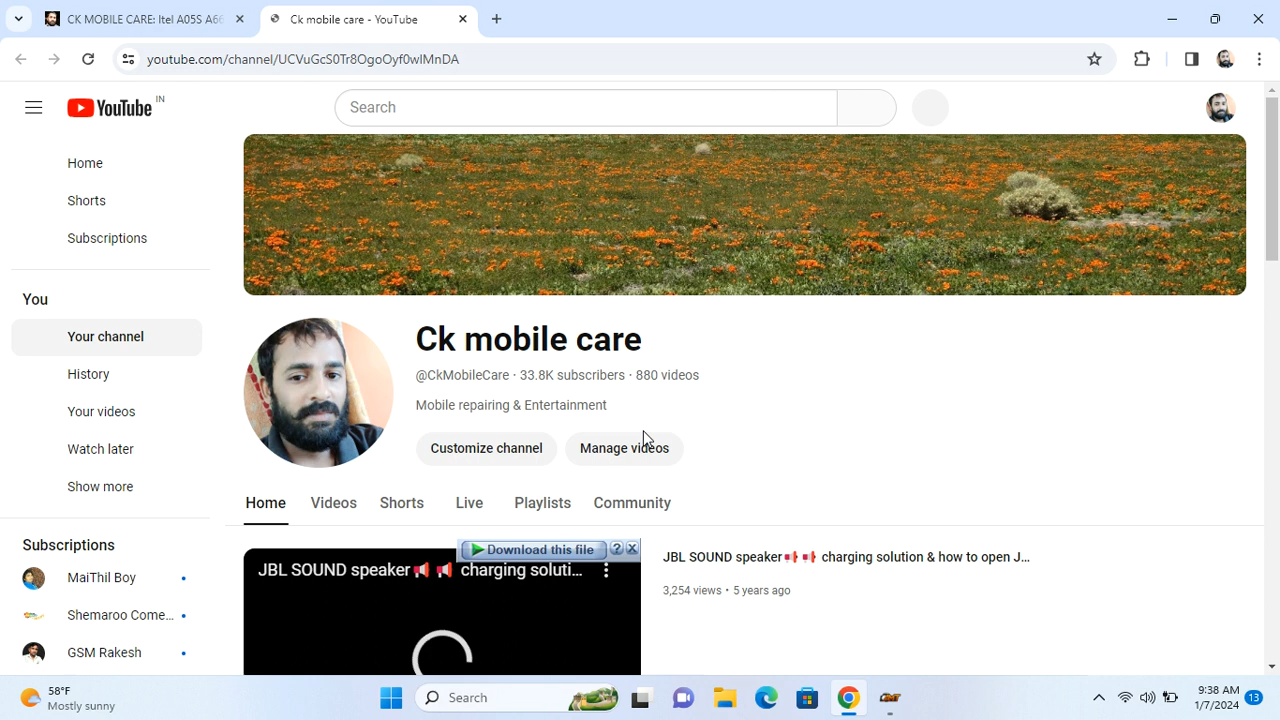 CK MOBILE CARE: Itel A05S A66
Ck mobile care - YouTube
youtube.com/channel/UCVuGcS0Tr8OgoOyf0wIMnDA
YouTube IN
Search
Home
Shorts
Subscriptions
You
Your channel
History
Your videos
Watch later
Show more
Subscriptions
MaiThil Boy
Shemaroo Come...
GSM Rakesh
Ck mobile care
@CkMobileCare · 33.8K subscribers · 880 videos
Mobile repairing & Entertainment
Customize channel Manage videos
Home Videos Shorts Live Playlists Community
Download this file ? X
JBL SOUND speaker📢📢 charging soluti...
JBL SOUND speaker📢📢 charging solution & how to open J...
3,254 views • 5 years ago
58°F
Mostly sunny
Search
9:38 AM
1/7/2024
13